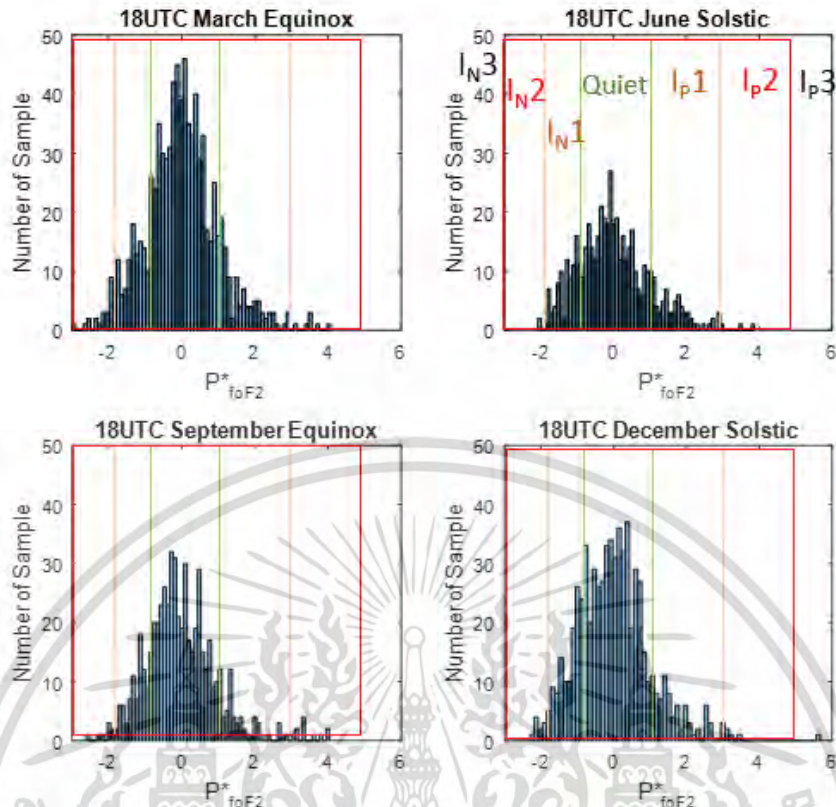 18UTC March Equinox
50
40
30
20
10
0
Number of Sample
-2 0 2 4 6
P*foF2
18UTC June Solstic
50
40
30
20
10
0
Number of Sample
IN3
IN2
IN1
Quiet
IP1
IP2
IP3
-2 0 2 4 6
P*foF2
18UTC September Equinox
50
40
30
20
10
0
Number of Sample
-2 0 2 4 6
P*foF2
18UTC December Solstic
50
40
30
20
10
0
Number of Sample
-2 0 2 4 6
P*foF2